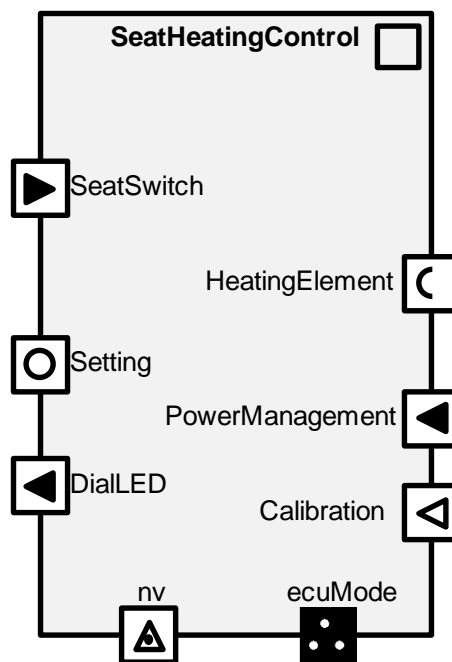 SeatHeatingControl
SeatSwitch
HeatingElement
Setting
PowerManagement
DialLED
Calibration
nv
ecuMode